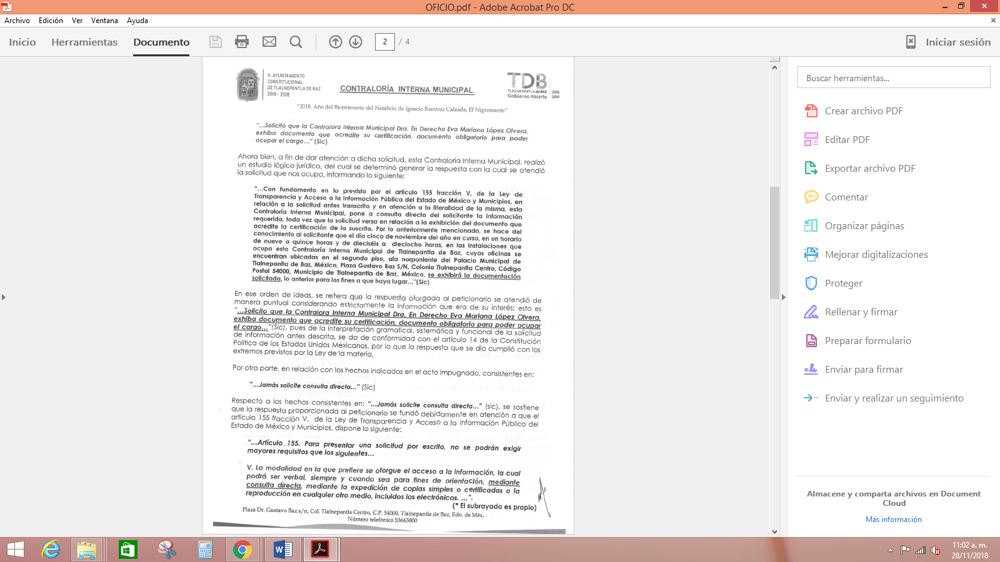 OFICIO.pdf - Adobe Acrobat Pro DC
Archivo Edición Ver Ventana Ayuda
Inicio Herramientas Documento 2 / 4 Iniciar sesión
H. AYUNTAMIENTO
CONSTITUCIONAL
DE TLALNEPANTLA DE BAZ
2016 - 2018
CONTRALORÍA INTERNA MUNICIPAL
TDB
TLALNEPANTLA de BAZ
Gobierno Abierto
2016
2018
"2018. Año del Bicentenario del Natalicio de Ignacio Ramírez Calzada, El Nigromante"
"...Solicito que la Contralora Interna Municipal Dra. En Derecho Eva Mariana López Olvera,
exhiba documento que acredite su certificación, documento obligatorio para poder
ocupar el cargo..." (Sic)
Ahora bien, a fin de dar atención a dicha solicitud, esta Contraloría Interna Municipal, realizó
un estudio lógico jurídico, del cual se determinó generar la respuesta con la cual se atendió
la solicitud que nos ocupa, informando lo siguiente:
"...Con fundamento en lo previsto por el artículo 155 fracción V, de la Ley de
Transparencia y Acceso a la Información Pública del Estado de México y Municipios, en
relación a la solicitud antes transcrita y en atención a la literalidad de la misma, esta
Contraloría Interna Municipal, pone a consulta directa del solicitante la información
requerida, toda vez que la solicitud versa en relación a la exhibición del documento que
acredite la certificación de la suscrita. Por lo anteriormente mencionado, se hace del
conocimiento al solicitante que el día cinco de noviembre del año en curso, en un horario
de nueve a quince horas y de dieciséis a dieciocho horas, en las instalaciones que
ocupa esta Contraloría Interna Municipal de Tlalnepantla de Baz, cuyas oficinas se
encuentran ubicadas en el segundo piso, ala norponiente del Palacio Municipal de
Tlalnepantla de Baz, México, Plaza Gustavo Baz S/N, Colonia Tlalnepantla Centro, Código
Postal 54000, Municipio de Tlalnepantla de Baz, México, se exhibirá la documentación
solicitada, lo anterior para los fines a que haya lugar..."(Sic)
En ese orden de ideas, se reitera que la respuesta otorgada al peticionario se atendió de
manera puntual considerando estrictamente la información que era de su interés; esto es
"...Solicito que la Contralora Interna Municipal Dra. En Derecho Eva Mariana López Olvera,
exhiba documento que acredite su certificación, documento obligatorio para poder ocupar
el cargo..."(Sic), pues de la interpretación gramatical, sistemática y funcional de la solicitud
de información antes descrita, se da de conformidad con el artículo 14 de la Constitución
Política de los Estados Unidos Mexicanos, por lo que la respuesta que se dio cumplió con los
extremos previstos por la Ley de la materia.
Por otra parte, en relación con los hechos indicados en el acto impugnado, consistentes en:
"...Jamás solicite consulta directa..." (Sic)
Respecto a los hechos consistentes en: "...Jamás solicite consulta directa..." (sic), se sostiene
que la respuesta proporcionada al peticionario se fundó debidamente en atención a que el
artículo 155 fracción V, de la Ley de Transparencia y Acceso a la Información Pública del
Estado de México y Municipios, dispone lo siguiente:
"...Artículo 155. Para presentar una solicitud por escrito, no se podrán exigir
mayores requisitos que los siguientes...
V. La modalidad en la que prefiere se otorgue el acceso a la información, la cual
podrá ser verbal, siempre y cuando sea para fines de orientación, mediante
consulta directa, mediante la expedición de copias simples o certificadas o la
reproducción en cualquier otro medio, incluidos los electrónicos. ...".
(* El subrayado es propio)
Plaza Dr. Gustavo Baz s/n, Col. Tlalnepantla Centro, C.P. 54000, Tlalnepantla de Baz, Edo. de Méx.
Número telefónico 53663800
Buscar herramientas...
Crear archivo PDF
Editar PDF
Exportar archivo PDF
Comentar
Organizar páginas
Mejorar digitalizaciones
Proteger
Rellenar y firmar
Preparar formulario
Enviar para firmar
Enviar y realizar un seguimiento
Almacene y comparta archivos en Document
Cloud
Más información
11:02 a. m.
28/11/2018